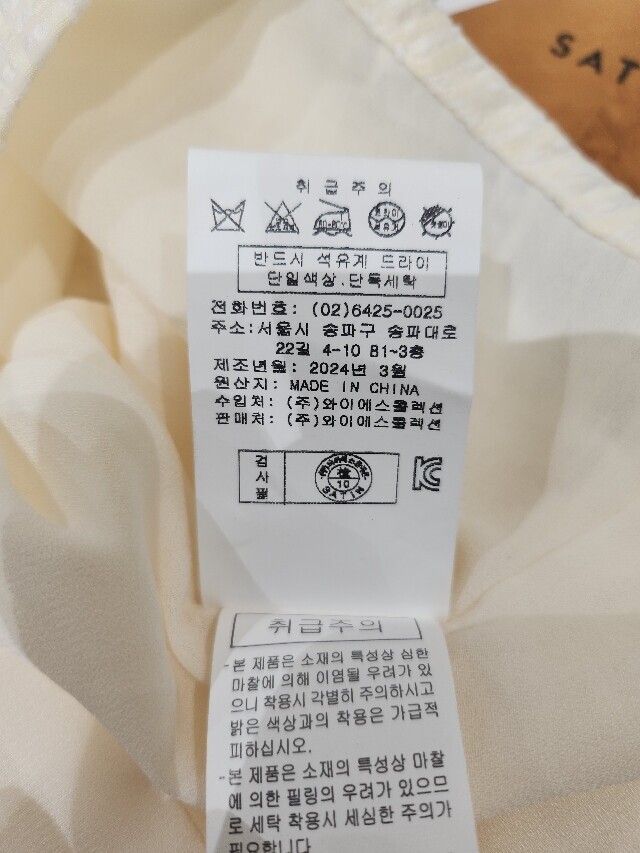 SAT
취급주의
80~120℃
드라이
석유계
반드시 석유계 드라이
단일색상.단독세탁
전화번호: (02)6425-0025
주소:서울시 송파구 송파대로
22길 4-10 B1~3층
제조년월: 2024년 3월
원산지: MADE IN CHINA
수입처: (주)와이에스콜렉션
판매처: (주)와이에스콜렉션
검사필
10
SATIN
취급주의
-본 제품은 소재의 특성상 심한
마찰에 의해 이염될 우려가 있
으니 착용시 각별히 주의하시고
밝은 색상과의 착용은 가급적
피하십시오.
-본 제품은 소재의 특성상 마찰
에 의한 필링의 우려가 있으므
로 세탁 착용시 세심한 주의가
필요합니다